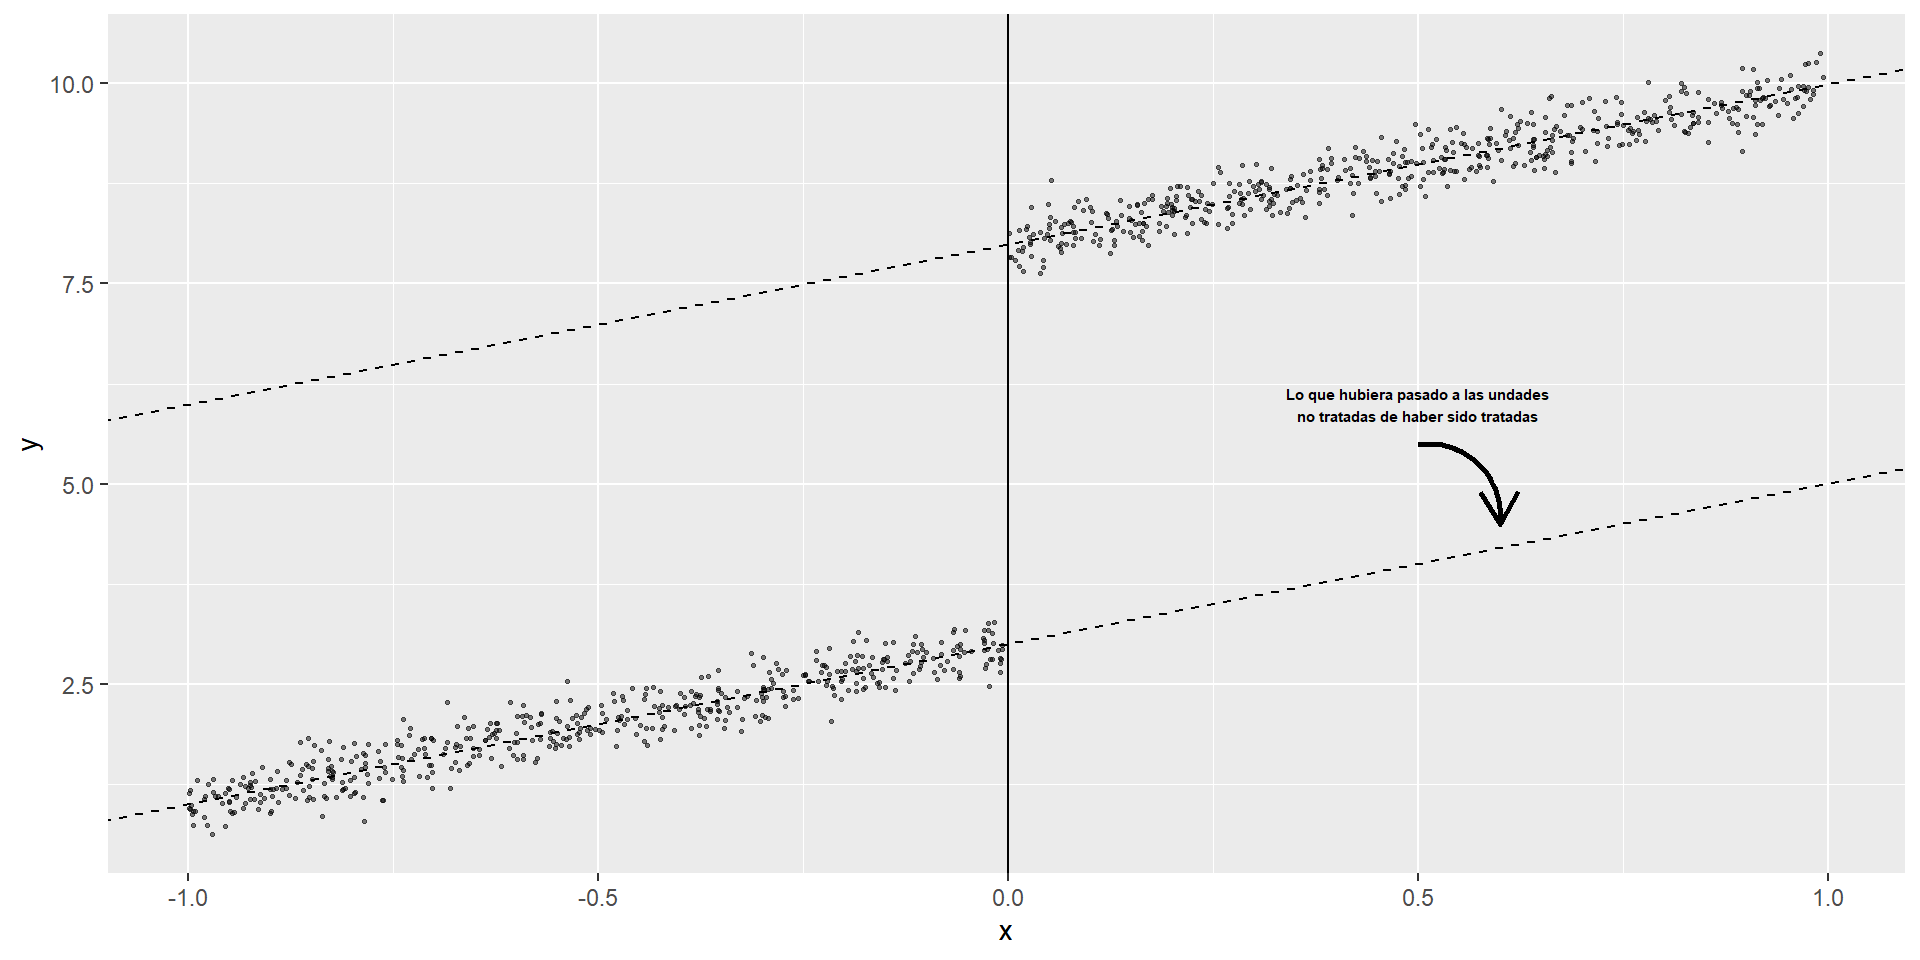 10.0
7.5
5.0
2.5
y
Lo que hubiera pasado a las undades
no tratadas de haber sido tratadas
-1.0 -0.5 0.0 0.5 1.0
x